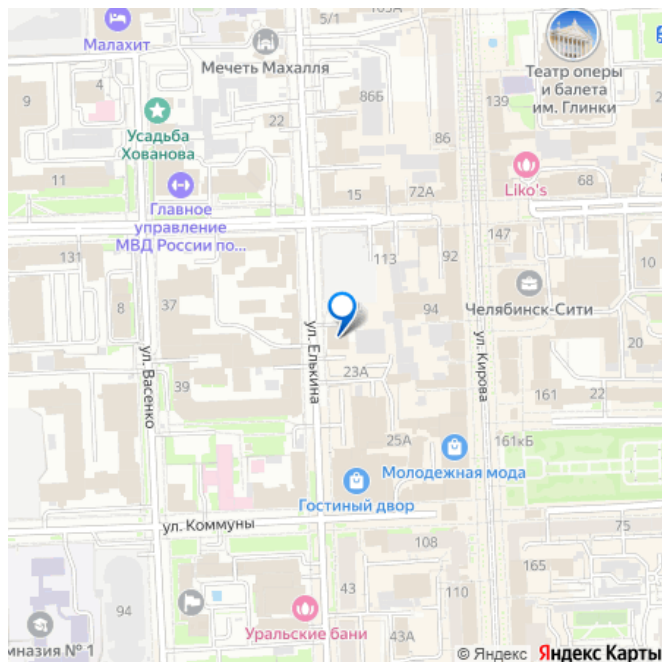 5/1
103А
Малахит
Мечеть Махалля
Театр оперы
и балета
им. Глинки
9
86Б
139
22
Усадьба
Хованова
86
11
15
72А
Liko's
68
Главное
управление
МВД России по...
131
113
92
147
100
8
37
94
Челябинск-Сити
ул. Елькина
ул. Кирова
20
ул. Васенко
39
23А
161
22
25А
161кБ
Молодежная мода
Гостиный двор
ул. Коммуны
75
108
165
94
43
110
Уральские бани
43А
мназия № 1
© Яндекс Яндекс Карты